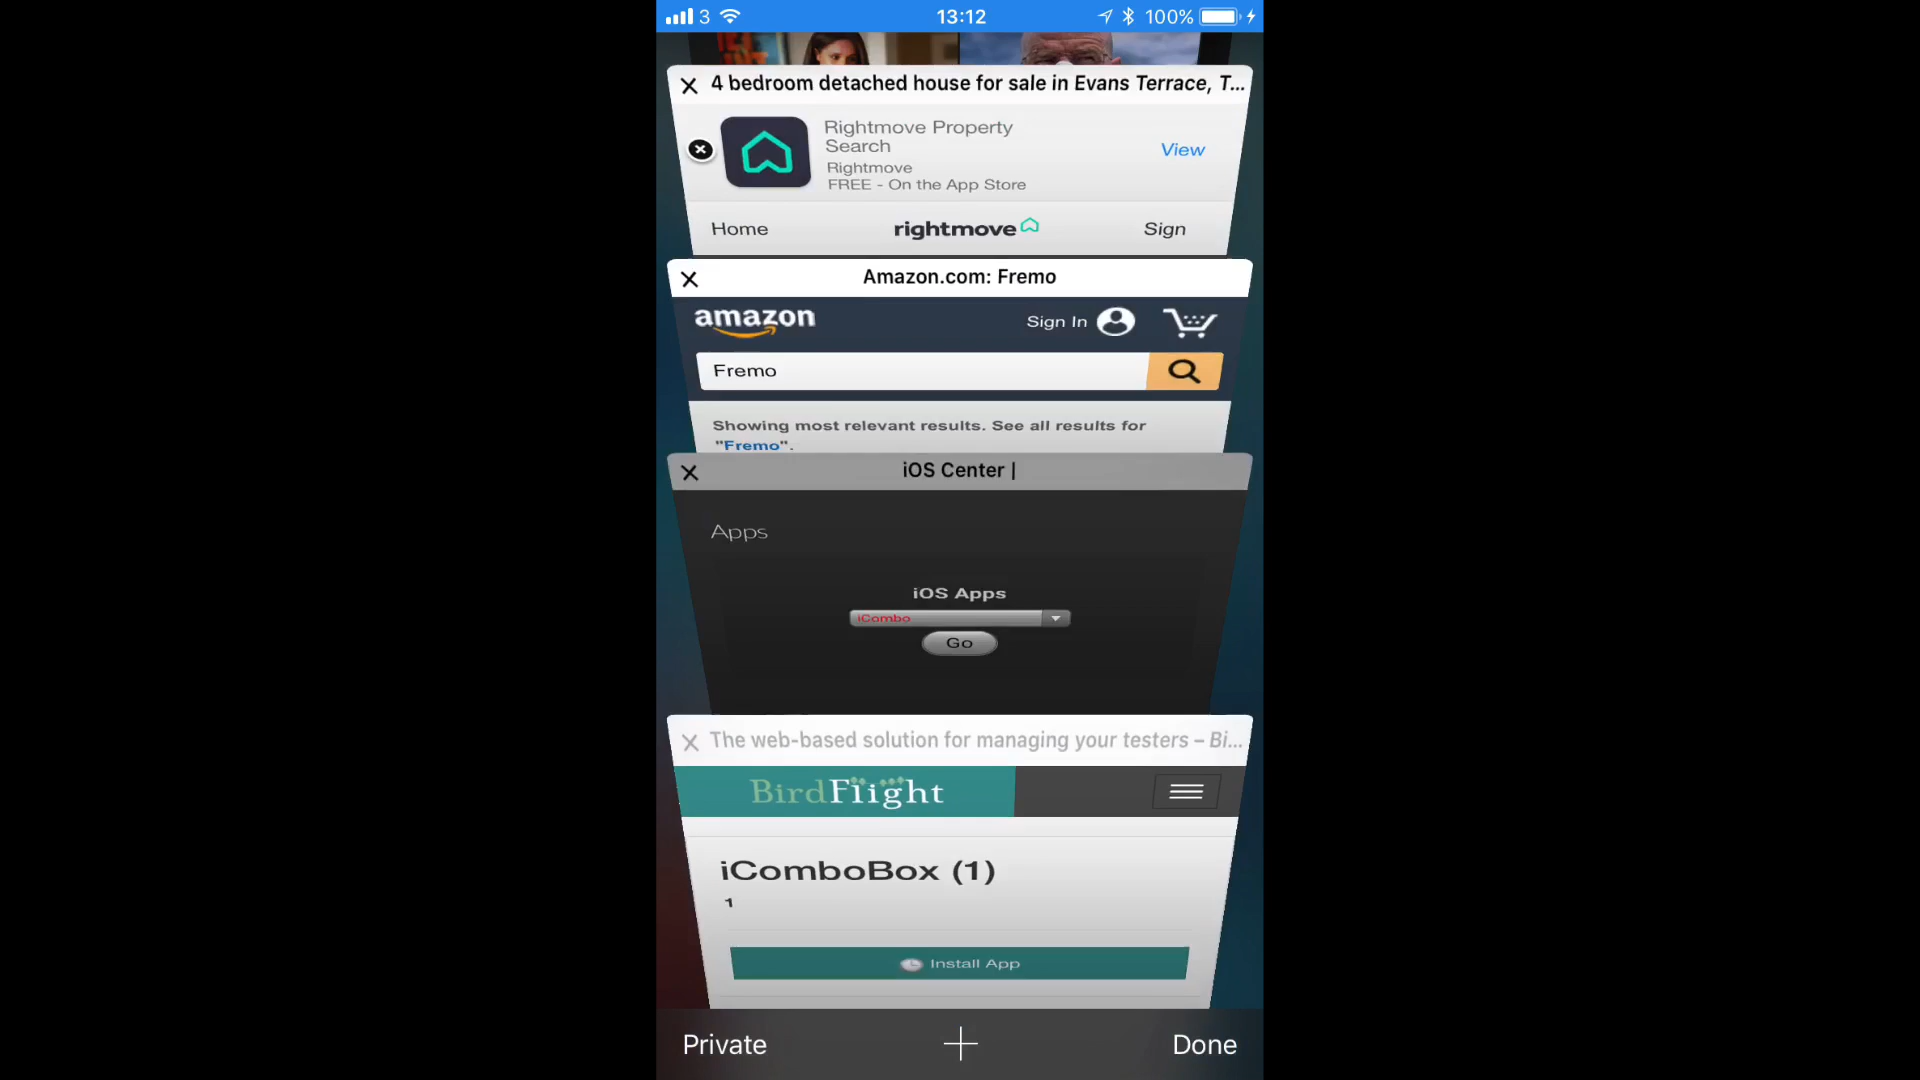 3 13:12 100%
4 bedroom detached house for sale in Evans Terrace, T...
Rightmove Property
Search
Rightmove
FREE - On the App Store
View
Home rightmove Sign
Amazon.com: Fremo
amazon Sign In
Fremo
Showing most relevant results. See all results for
"Fremo".
iOS Center |
Apps
iOS Apps
iCombo
Go
The web-based solution for managing your testers – Bi...
BirdFlight
iComboBox (1)
1
Install App
Private + Done